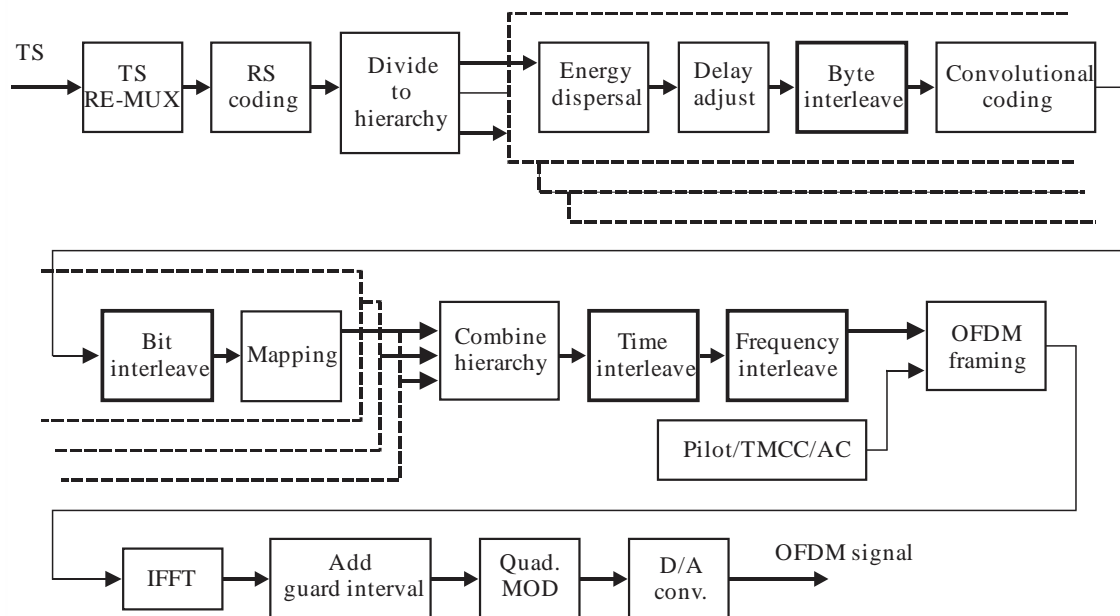 TS
TS
RE-MUX
RS
coding
Divide
to
hierarchy
Energy
dispersal
Delay
adjust
Byte
interleave
Convolutional
coding
Bit
interleave
Mapping
Combine
hierarchy
Time
interleave
Frequency
interleave
OFDM
framing
Pilot/TMCC/AC
IFFT
Add
guard interval
Quad.
MOD
D/A
conv.
OFDM signal